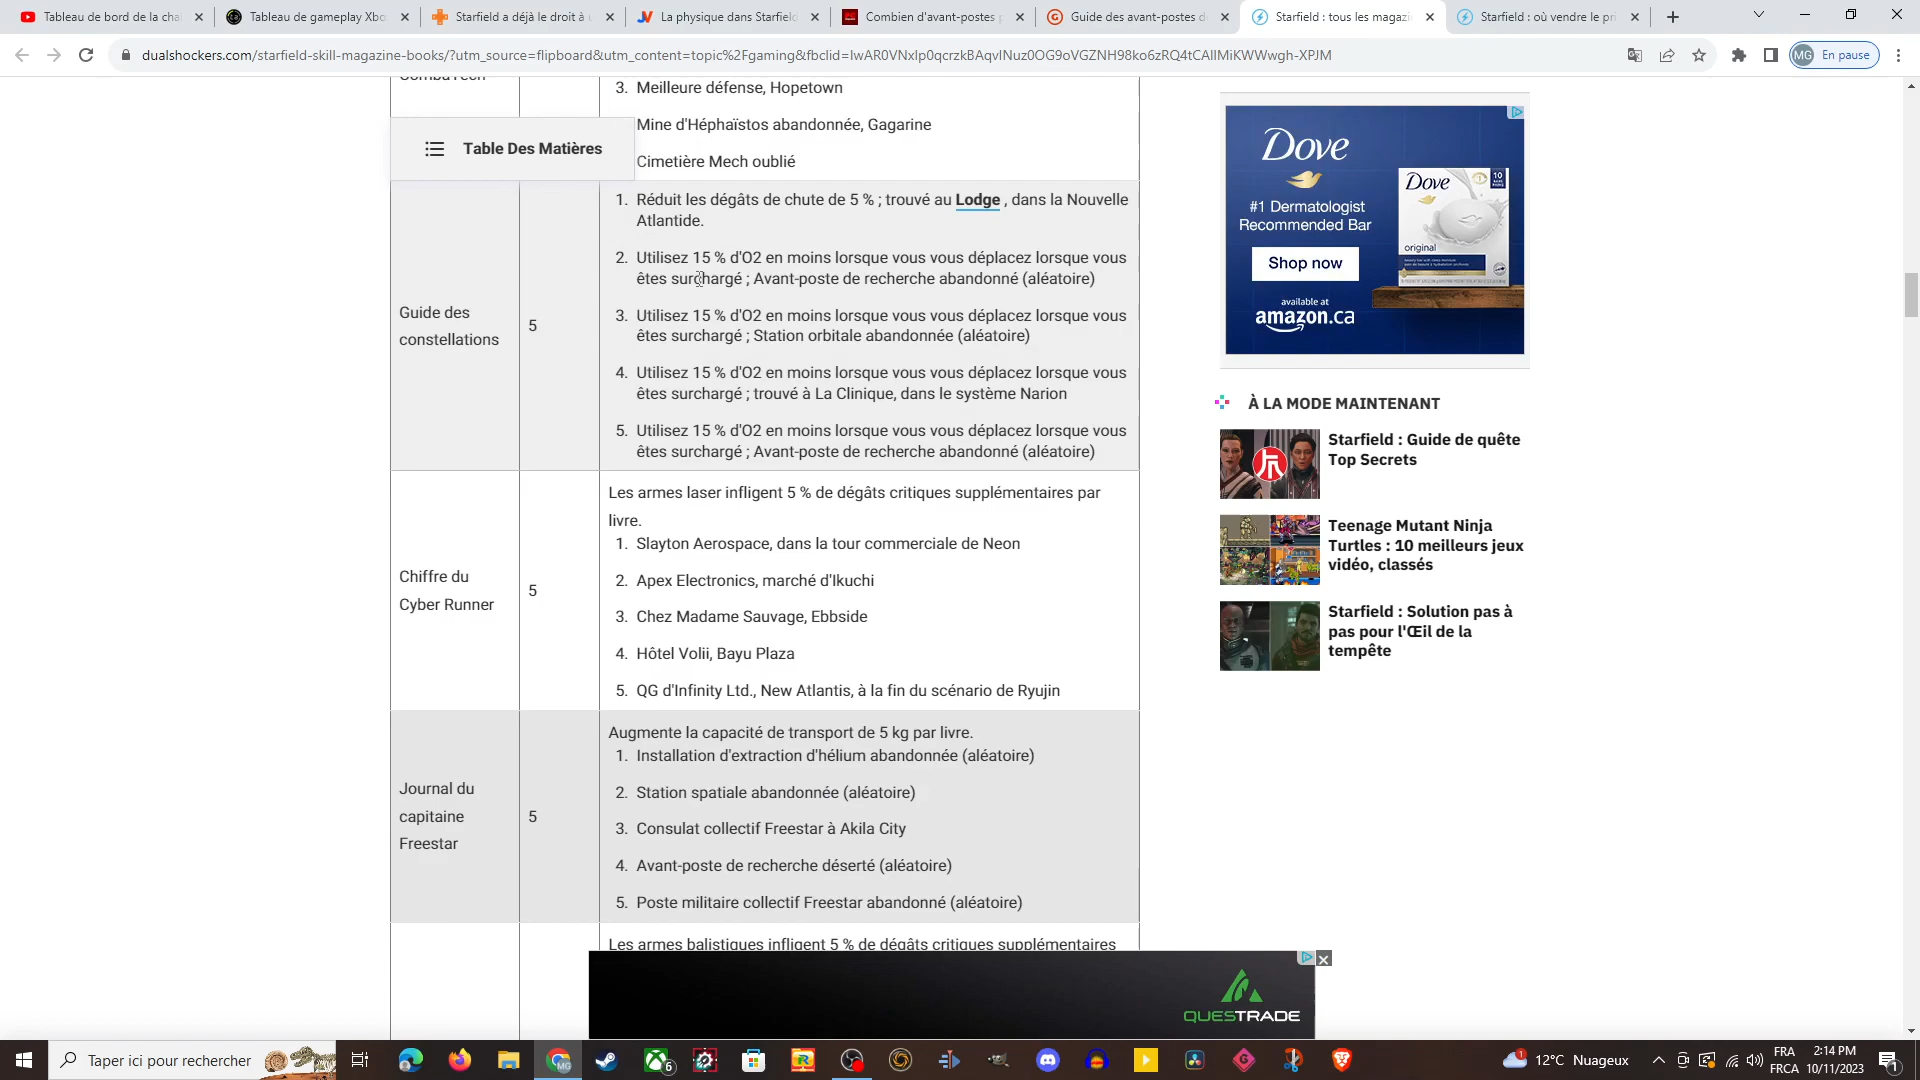 Tableau de bord de la cha
Tableau de gameplay Xbo
Starfield a déjà le droit à u
La physique dans Starfield
Combien d'avant-postes p
Guide des avant-postes d
Starfield : tous les magazi
Starfield : où vendre le pri
dualshockers.com/starfield-skill-magazine-books/?utm_source=flipboard&utm_content=topic%2Fgaming&fbclid=IwAR0VNxIp0qcrzkBAqvINuz0OG9oVGZNH98ko6zRQ4tCAllMiKWWwgh-XPJM
MG
En pause
3. Meilleure défense, Hopetown
Mine d'Héphaïstos abandonnée, Gagarine
Table Des Matières
Cimetière Mech oublié
Guide des
constellations
5
1. Réduit les dégâts de chute de 5 % ; trouvé au Lodge , dans la Nouvelle
Atlantide.
2. Utilisez 15 % d'O2 en moins lorsque vous vous déplacez lorsque vous
êtes surchargé ; Avant-poste de recherche abandonné (aléatoire)
3. Utilisez 15 % d'O2 en moins lorsque vous vous déplacez lorsque vous
êtes surchargé ; Station orbitale abandonnée (aléatoire)
4. Utilisez 15 % d'O2 en moins lorsque vous vous déplacez lorsque vous
êtes surchargé ; trouvé à La Clinique, dans le système Narion
5. Utilisez 15 % d'O2 en moins lorsque vous vous déplacez lorsque vous
êtes surchargé ; Avant-poste de recherche abandonné (aléatoire)
Chiffre du
Cyber Runner
5
Les armes laser infligent 5 % de dégâts critiques supplémentaires par
livre.
1. Slayton Aerospace, dans la tour commerciale de Neon
2. Apex Electronics, marché d'Ikuchi
3. Chez Madame Sauvage, Ebbside
4. Hôtel Volii, Bayu Plaza
5. QG d'Infinity Ltd., New Atlantis, à la fin du scénario de Ryujin
Journal du
capitaine
Freestar
5
Augmente la capacité de transport de 5 kg par livre.
1. Installation d'extraction d'hélium abandonnée (aléatoire)
2. Station spatiale abandonnée (aléatoire)
3. Consulat collectif Freestar à Akila City
4. Avant-poste de recherche déserté (aléatoire)
5. Poste militaire collectif Freestar abandonné (aléatoire)
Les armes balistiques infligent 5 % de dégâts critiques supplémentaires
Dove
#1 Dermatologist
Recommended Bar
Shop now
available at
amazon.ca
Dove
original
10
À LA MODE MAINTENANT
Starfield : Guide de quête
Top Secrets
Teenage Mutant Ninja
Turtles : 10 meilleurs jeux
vidéo, classés
Starfield : Solution pas à
pas pour l'Œil de la
tempête
QUESTRADE
Taper ici pour rechercher
6
MG
1
12°C Nuageux
FRA
FRCA
2:14 PM
10/11/2023
1